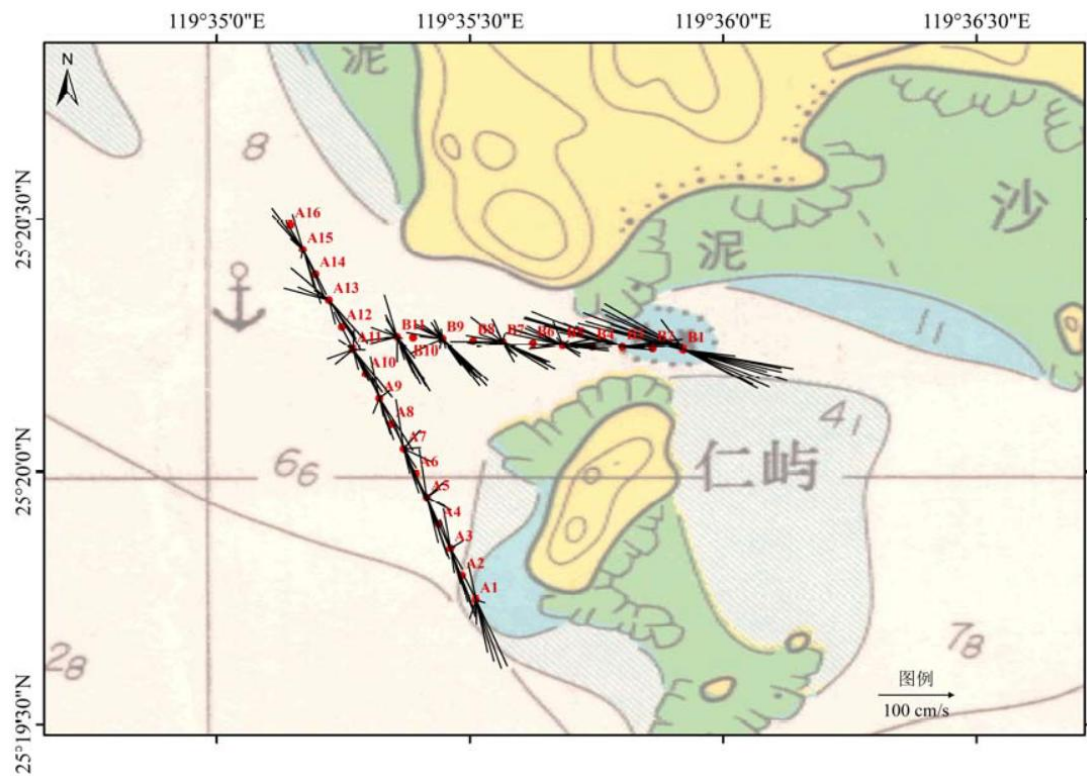 119°35'0"E
119°35'30"E
119°36'0"E
119°36'30"E
25°20'30"N
25°20'0"N
25°19'30"N
N
泥
8
沙
泥
A16
A15
A14
A13
A12
A11
A10
A9
A8
A7
A6
A5
A4
A3
A2
A1
B11
B10
B9
B8
B7
B6
B5
B4
B3
B2
B1
11
41
仁屿
66
28
78
图例
100 cm/s